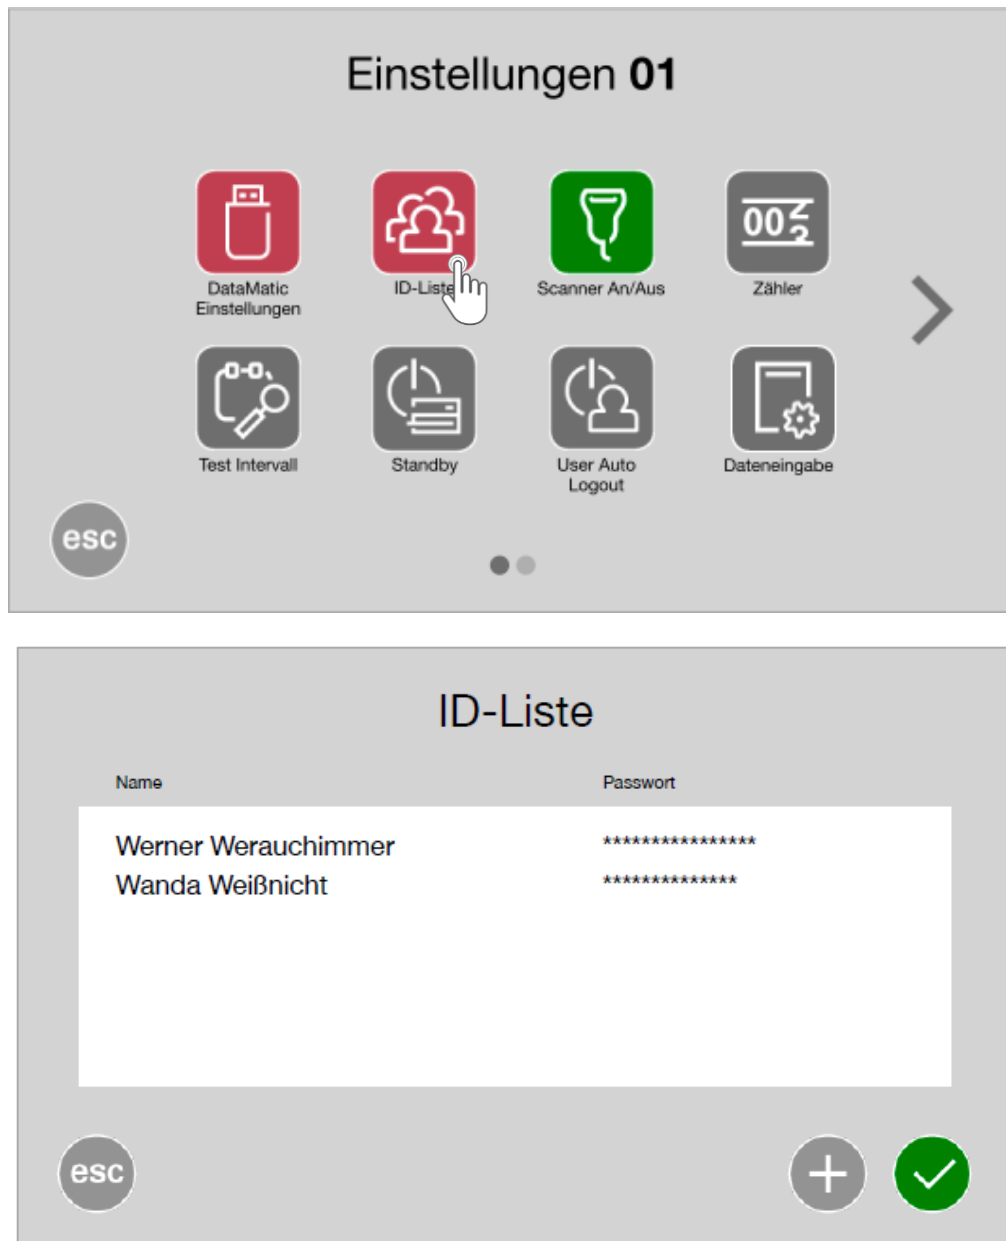 Einstellungen 01
DataMatic
Einstellungen
ID-Liste
Scanner An/Aus
Zähler
Test Intervall
Standby
User Auto
Logout
Dateneingabe
esc
ID-Liste
Name
Passwort
Werner Werauchimmer
****************
Wanda Weißnicht
**************
esc